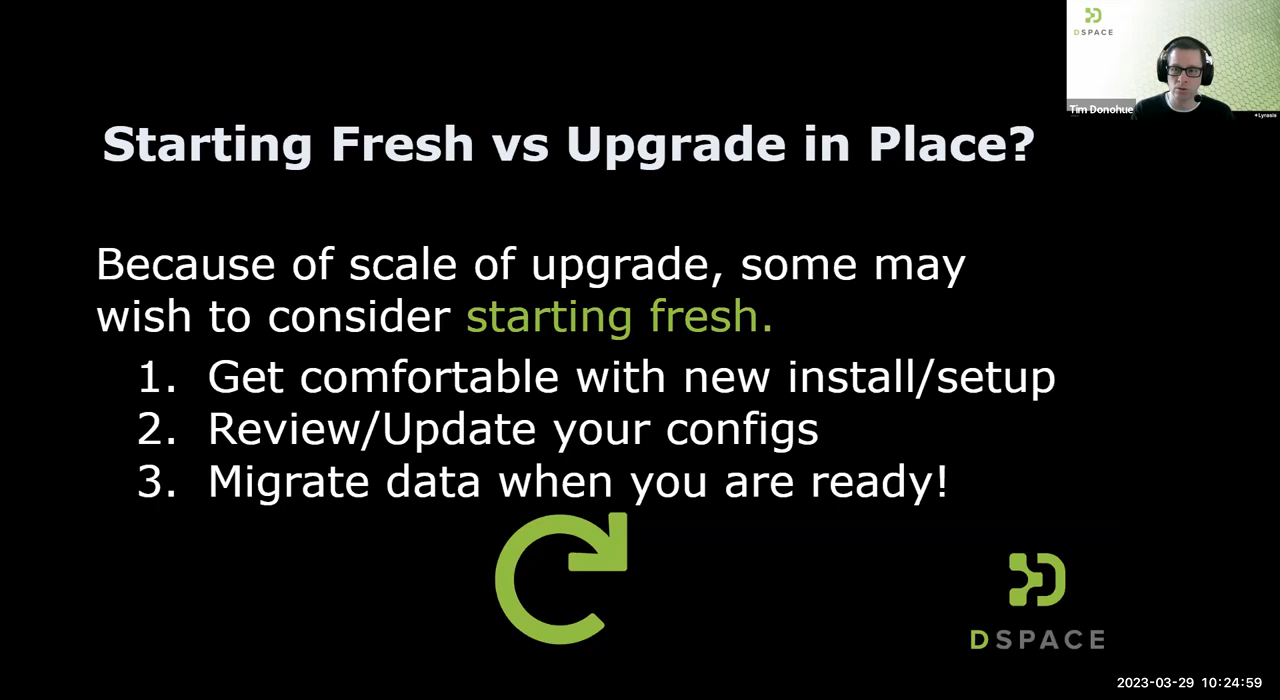 DSPACE
Tim Donohue
Lyrasis
Starting Fresh vs Upgrade in Place?
Because of scale of upgrade, some may
wish to consider starting fresh.
1. Get comfortable with new install/setup
2. Review/Update your configs
3. Migrate data when you are ready!
DSPACE
2023-03-29 10:24:59